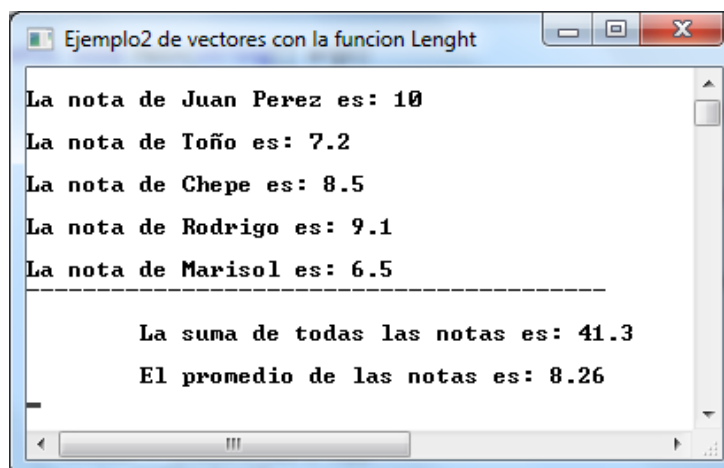 Ejemplo2 de vectores con la funcion Lenght
La nota de Juan Perez es: 10
La nota de Toño es: 7.2
La nota de Chepe es: 8.5
La nota de Rodrigo es: 9.1
La nota de Marisol es: 6.5
La suma de todas las notas es: 41.3
El promedio de las notas es: 8.26